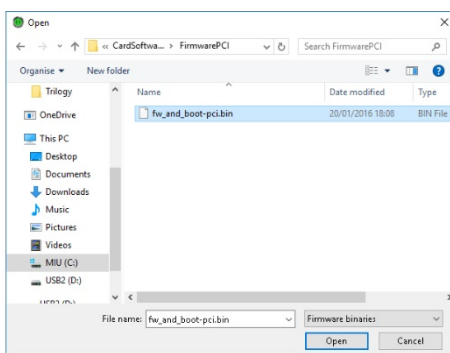 Open
« CardSoftwa... > FirmwarePCI
Search FirmwarePCI
Organise
New folder
Name
Date modified
Type
Trilogy
fw_and_boot-pci.bin
20/01/2016 18:08
BIN File
OneDrive
This PC
Desktop
Documents
Downloads
Music
Pictures
Videos
MIU (C:)
USB2 (D:)
USB2 (D:)
File name:
fw_and_boot-pci.bin
Firmware binaries
Open
Cancel